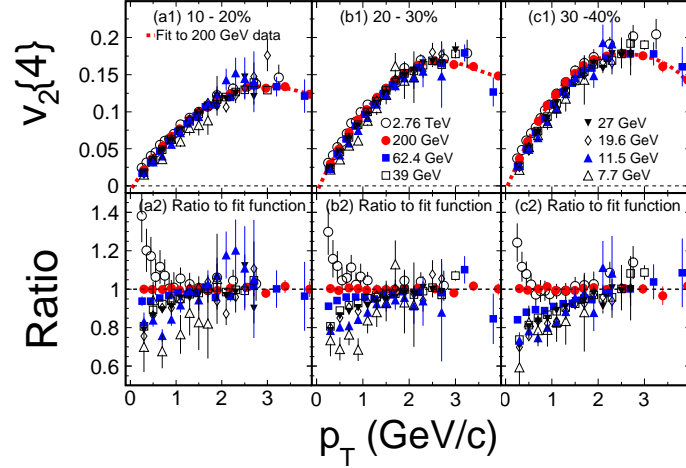 (a1) 10 - 20%
(b1) 20 - 30%
(c1) 30 -40%
Fit to 200 GeV data
v₂{4}
0.2
0.15
0.1
0.05
0
2.76 TeV
200 GeV
62.4 GeV
39 GeV
27 GeV
19.6 GeV
11.5 GeV
7.7 GeV
(a2) Ratio to fit function
(b2) Ratio to fit function
(c2) Ratio to fit function
Ratio
1.4
1.2
1
0.8
0.6
0 1 2 3 0 1 2 3 0 1 2 3
p_T (GeV/c)